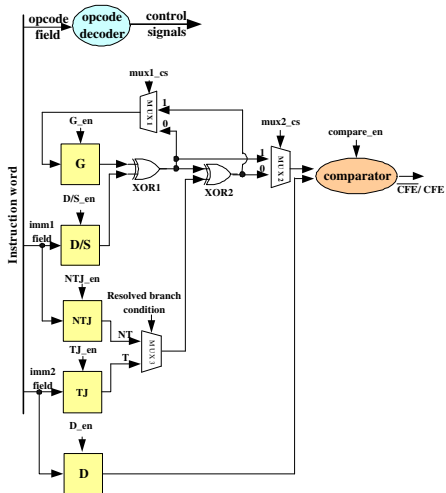 opcode
field
opcode
decoder
control
signals
mux1_cs
MUX1
1
0
mux2_cs
MUX2
1
0
compare_en
G_en
G
XOR1
XOR2
comparator
CFE/ CFE
D/S_en
imm1
field
D/S
NTJ_en
NTJ
Resolved branch
condition
NT
T
MUX3
TJ_en
imm2
field
TJ
D_en
D
Instruction word